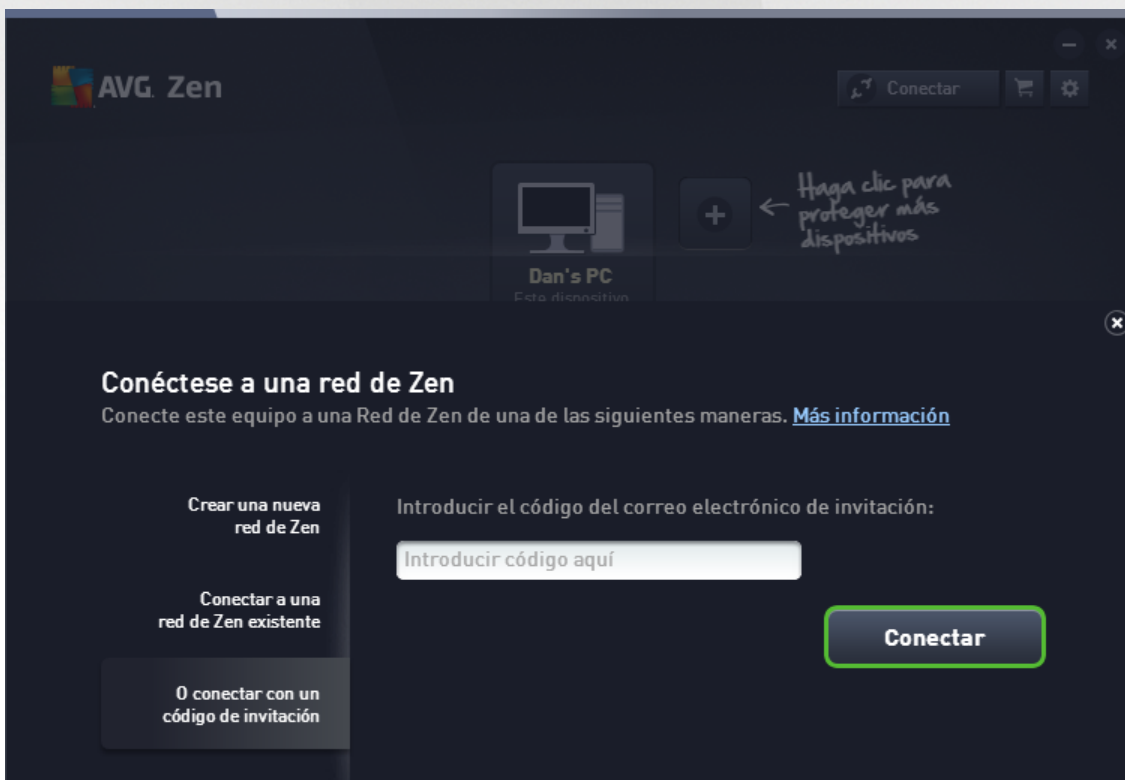 AVG. Zen
Conectar
Haga clic para
proteger más
dispositivos
Dan's PC
Este dispositivo
Conéctese a una red de Zen
Conecte este equipo a una Red de Zen de una de las siguientes maneras. Más información
Crear una nueva
red de Zen
Conectar a una
red de Zen existente
O conectar con un
código de invitación
Introducir el código del correo electrónico de invitación:
Introducir código aquí
Conectar